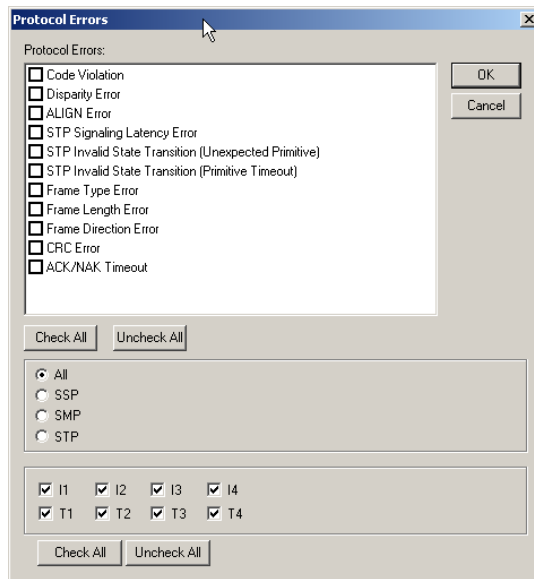 Protocol Errors
Protocol Errors:
Code Violation
Disparity Error
ALIGN Error
STP Signaling Latency Error
STP Invalid State Transition (Unexpected Primitive)
STP Invalid State Transition (Primitive Timeout)
Frame Type Error
Frame Length Error
Frame Direction Error
CRC Error
ACK/NAK Timeout
OK
Cancel
Check All Uncheck All
All
SSP
SMP
STP
I1 I2 I3 I4
T1 T2 T3 T4
Check All Uncheck All